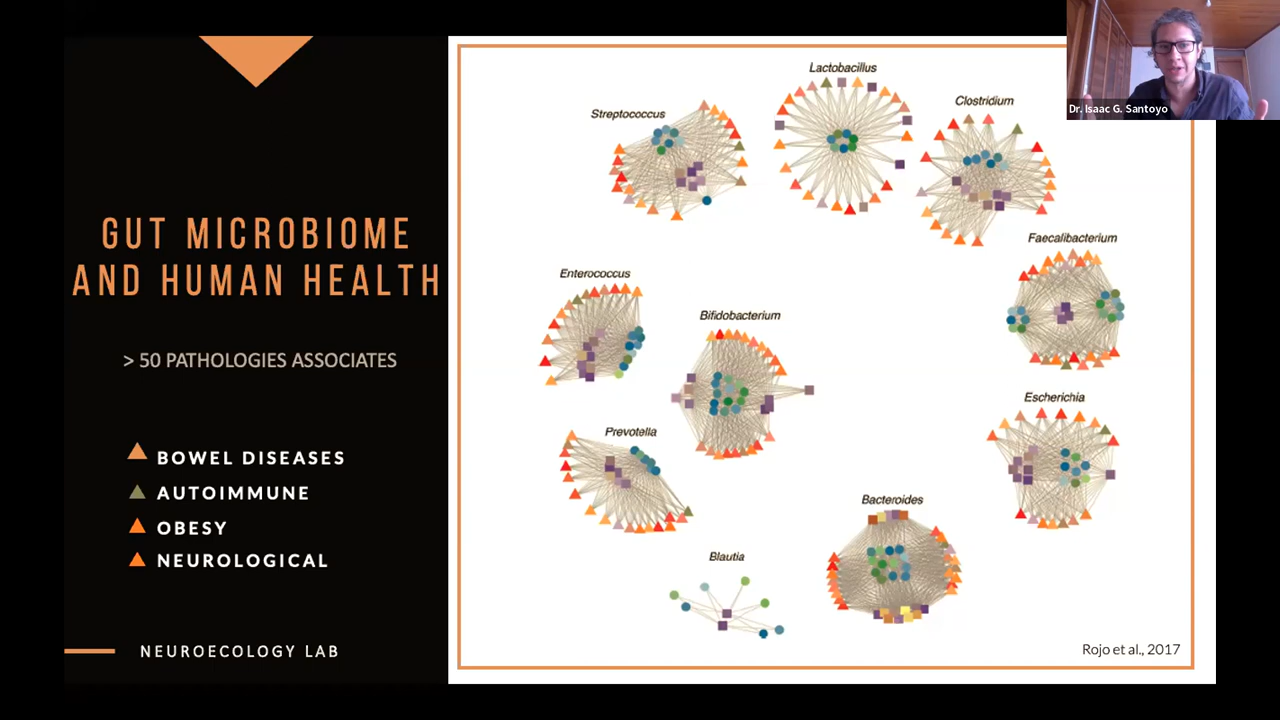 GUT MICROBIOME
AND HUMAN HEALTH
> 50 PATHOLOGIES ASSOCIATES
BOWEL DISEASES
AUTOIMMUNE
OBESY
NEUROLOGICAL
NEUROECOLOGY LAB
Lactobacillus
Clostridium
Streptococcus
Faecalibacterium
Enterococcus
Bifidobacterium
Escherichia
Prevotella
Bacteroides
Blautia
Rojo et al., 2017
Dr. Isaac G. Santoyo